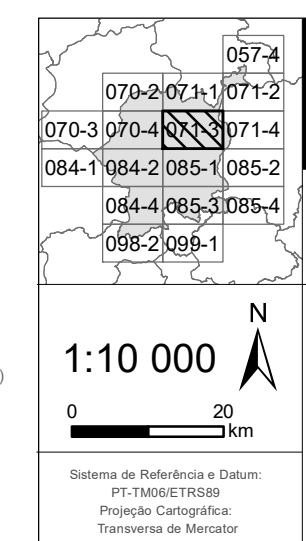 057-4
070-2 071-1 071-2
070-3 070-4 071-3 071-4
084-1 084-2 085-1 085-2
084-4 085-3 085-4
098-2 099-1
N
1:10 000
0 20
km
)
Sistema de Referência e Datum:
PT-TM06/ETRS89
Projeção Cartográfica:
Transversa de Mercator